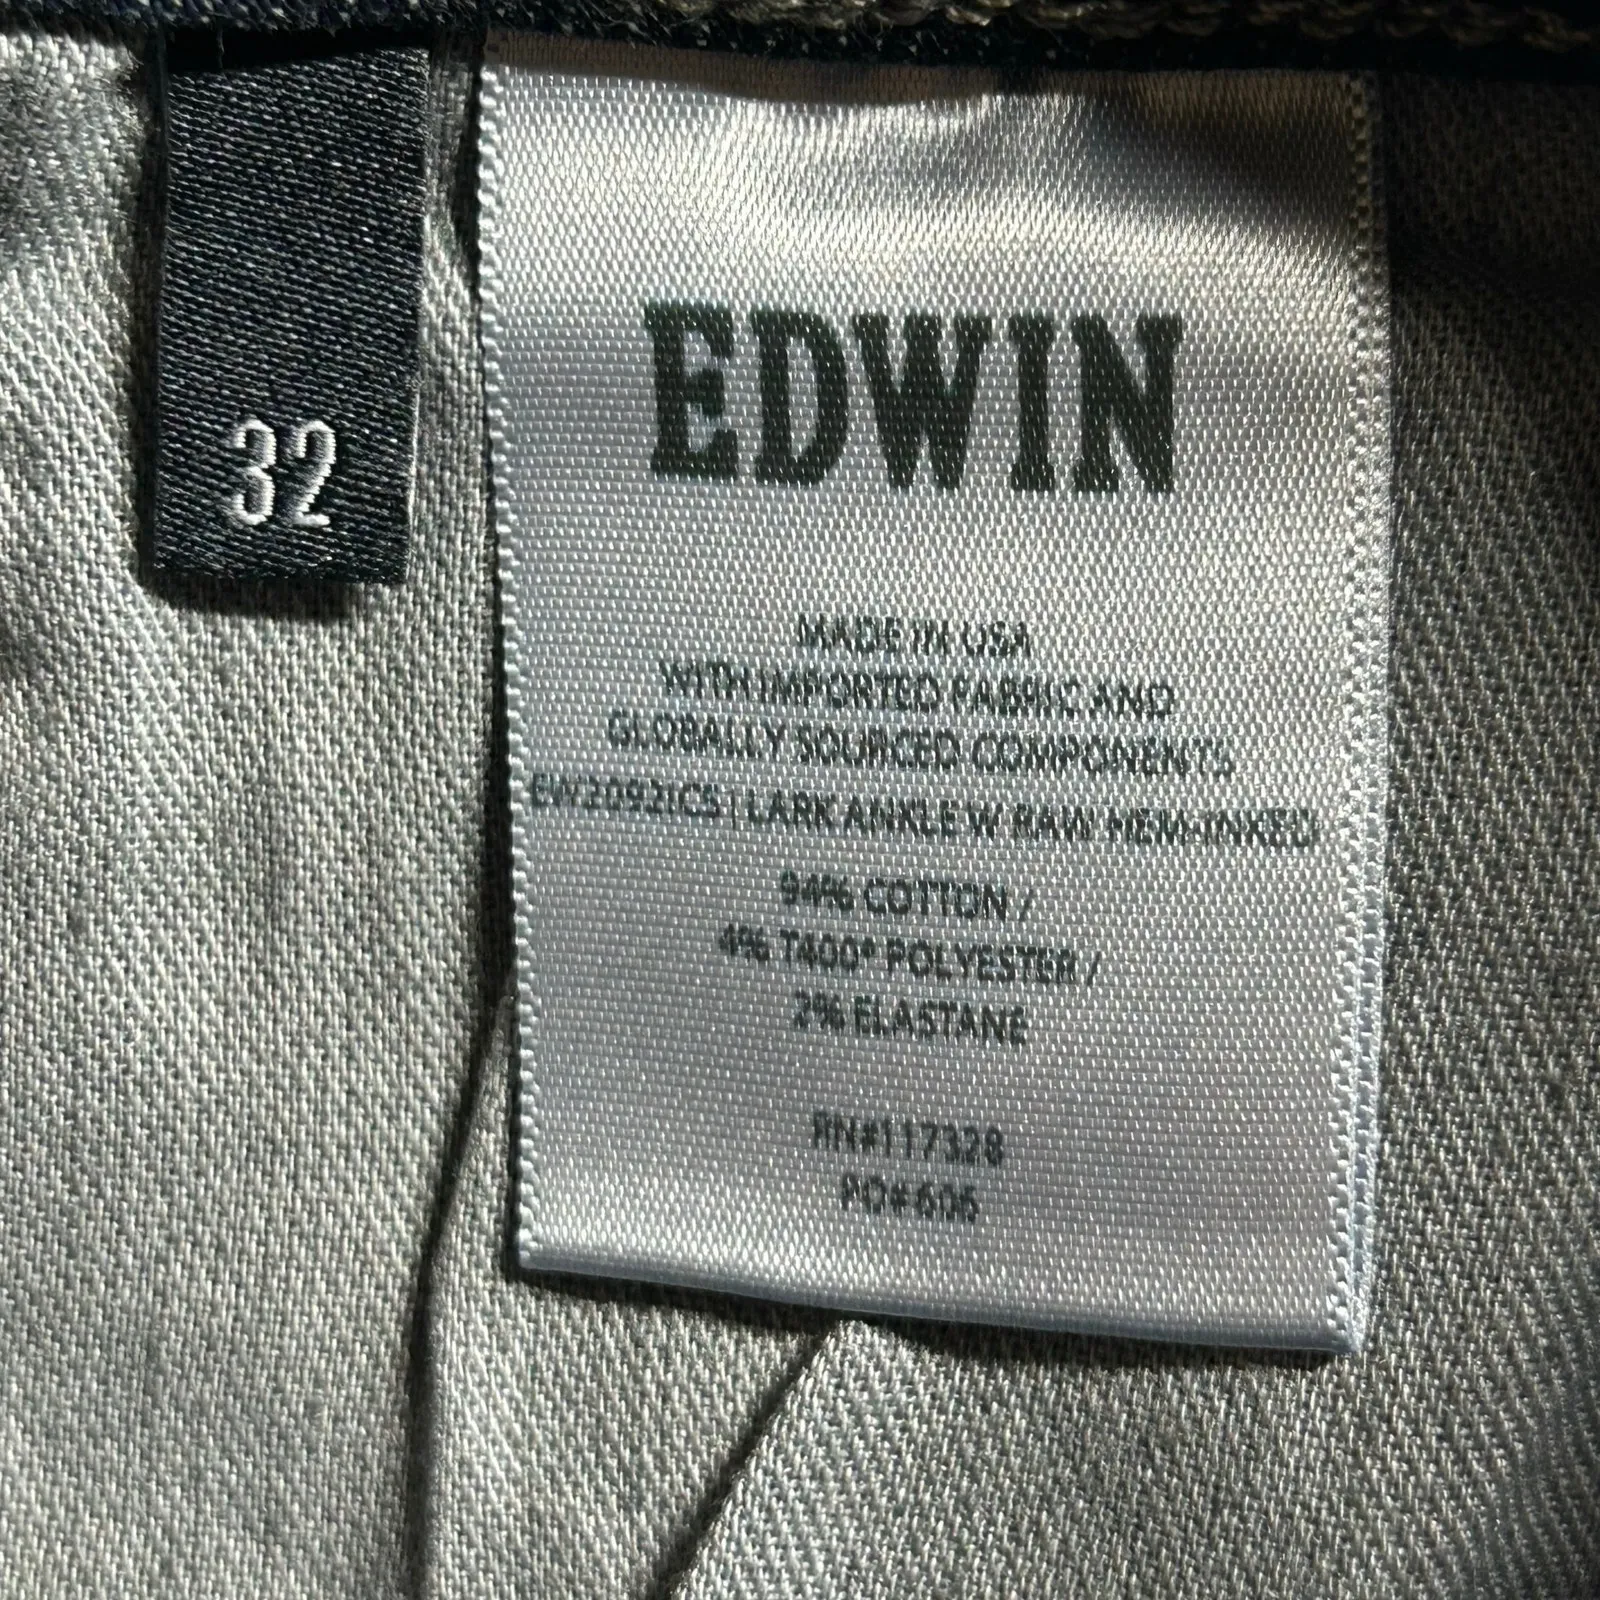 32
EDWIN
MADE IN USA
WITH IMPORTED FABRIC AND
GLOBALLY SOURCED COMPONENTS
| LARK ANKLE W/ RAW HEM-INKED
94% COTTON /
4% T400® POLYESTER /
2% ELASTANE
RN#117328
PO#606